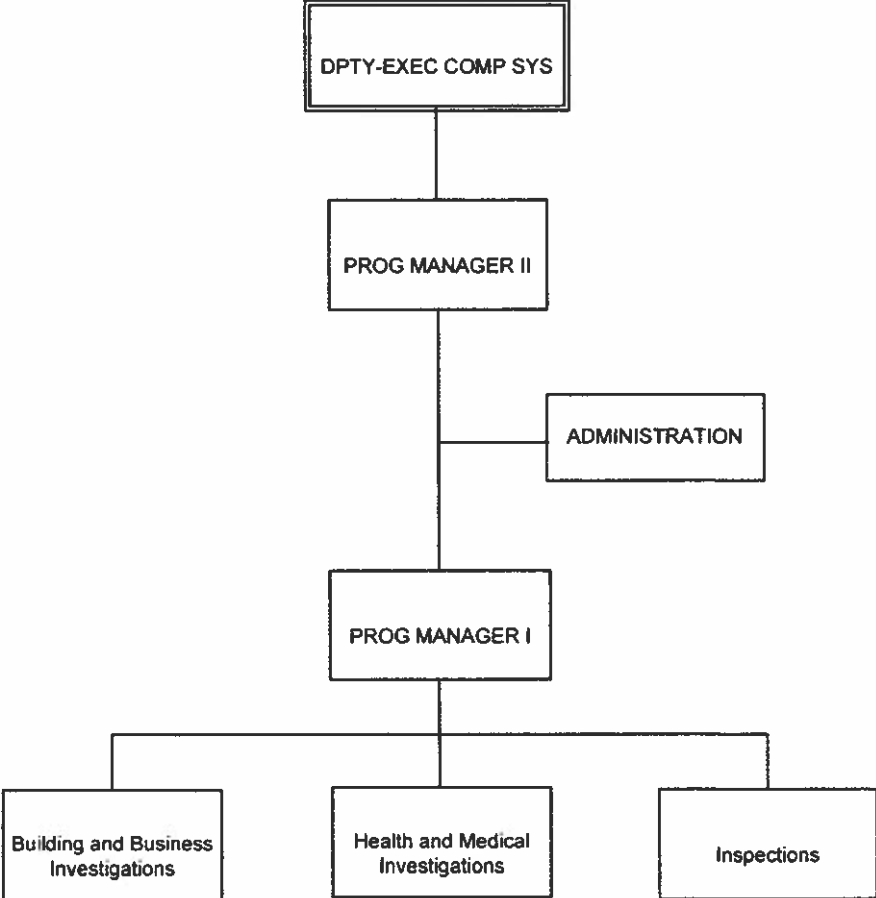 DPTY-EXEC COMP SYS
PROG MANAGER II
ADMINISTRATION
PROG MANAGER I
Building and Business
Investigations
Health and Medical
Investigations
Inspections